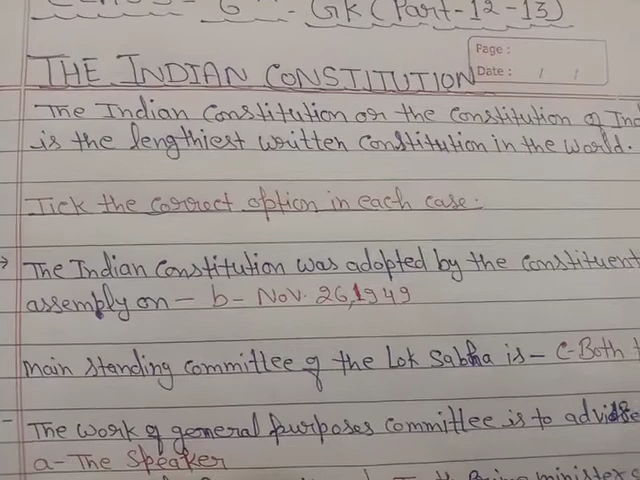 GK (Part-12-13)
Page :
Date : / /
THE INDIAN CONSTITUTION
The Indian Constitution or the constitution of Ind
is the lengthiest written constitution in the world.
Tick the correct option in each case:
The Indian Constitution was adopted by the constituent
assembly on - b- Nov. 26,1949
Main Standing committee of the Lok Sabha is - C-Both t
The work of general purposes committee is to advise
a- The Speaker